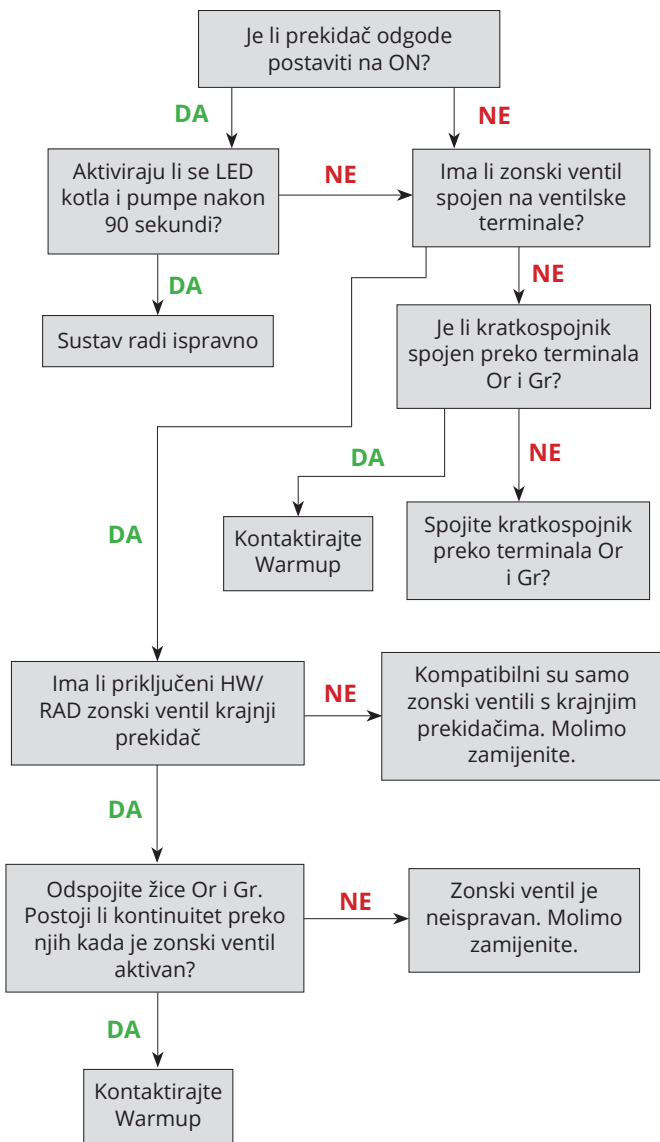 Je li prekidač odgode
postaviti na ON?
DA
NE
Aktiviraju li se LED
kotla i pumpe nakon
90 sekundi?
NE
Ima li zonski ventil
spojen na ventilske
terminale?
DA
NE
Sustav radi ispravno
Je li kratkospojnik
spojen preko terminala
Or i Gr?
DA
NE
DA
Kontaktirajte
Warmup
Spojite kratkospojnik
preko terminala Or
i Gr?
Ima li priključeni HW/
RAD zonski ventil krajnji
prekidač
NE
Kompatibilni su samo
zonski ventili s krajnjim
prekidačima. Molimo
zamijenite.
DA
Odspojite žice Or i Gr.
Postoji li kontinuitet preko
njih kada je zonski ventil
aktivan?
NE
Zonski ventil je
neispravan. Molimo
zamijenite.
DA
Kontaktirajte
Warmup